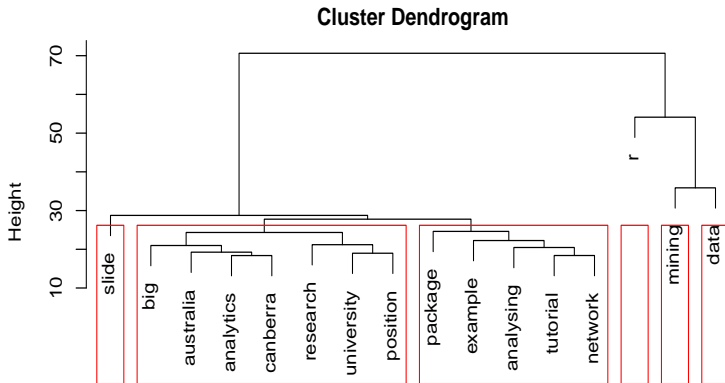 Cluster Dendrogram
Height
70
50
30
10
slide
big
australia
analytics
canberra
research
university
position
package
example
analysing
tutorial
network
r
mining
data